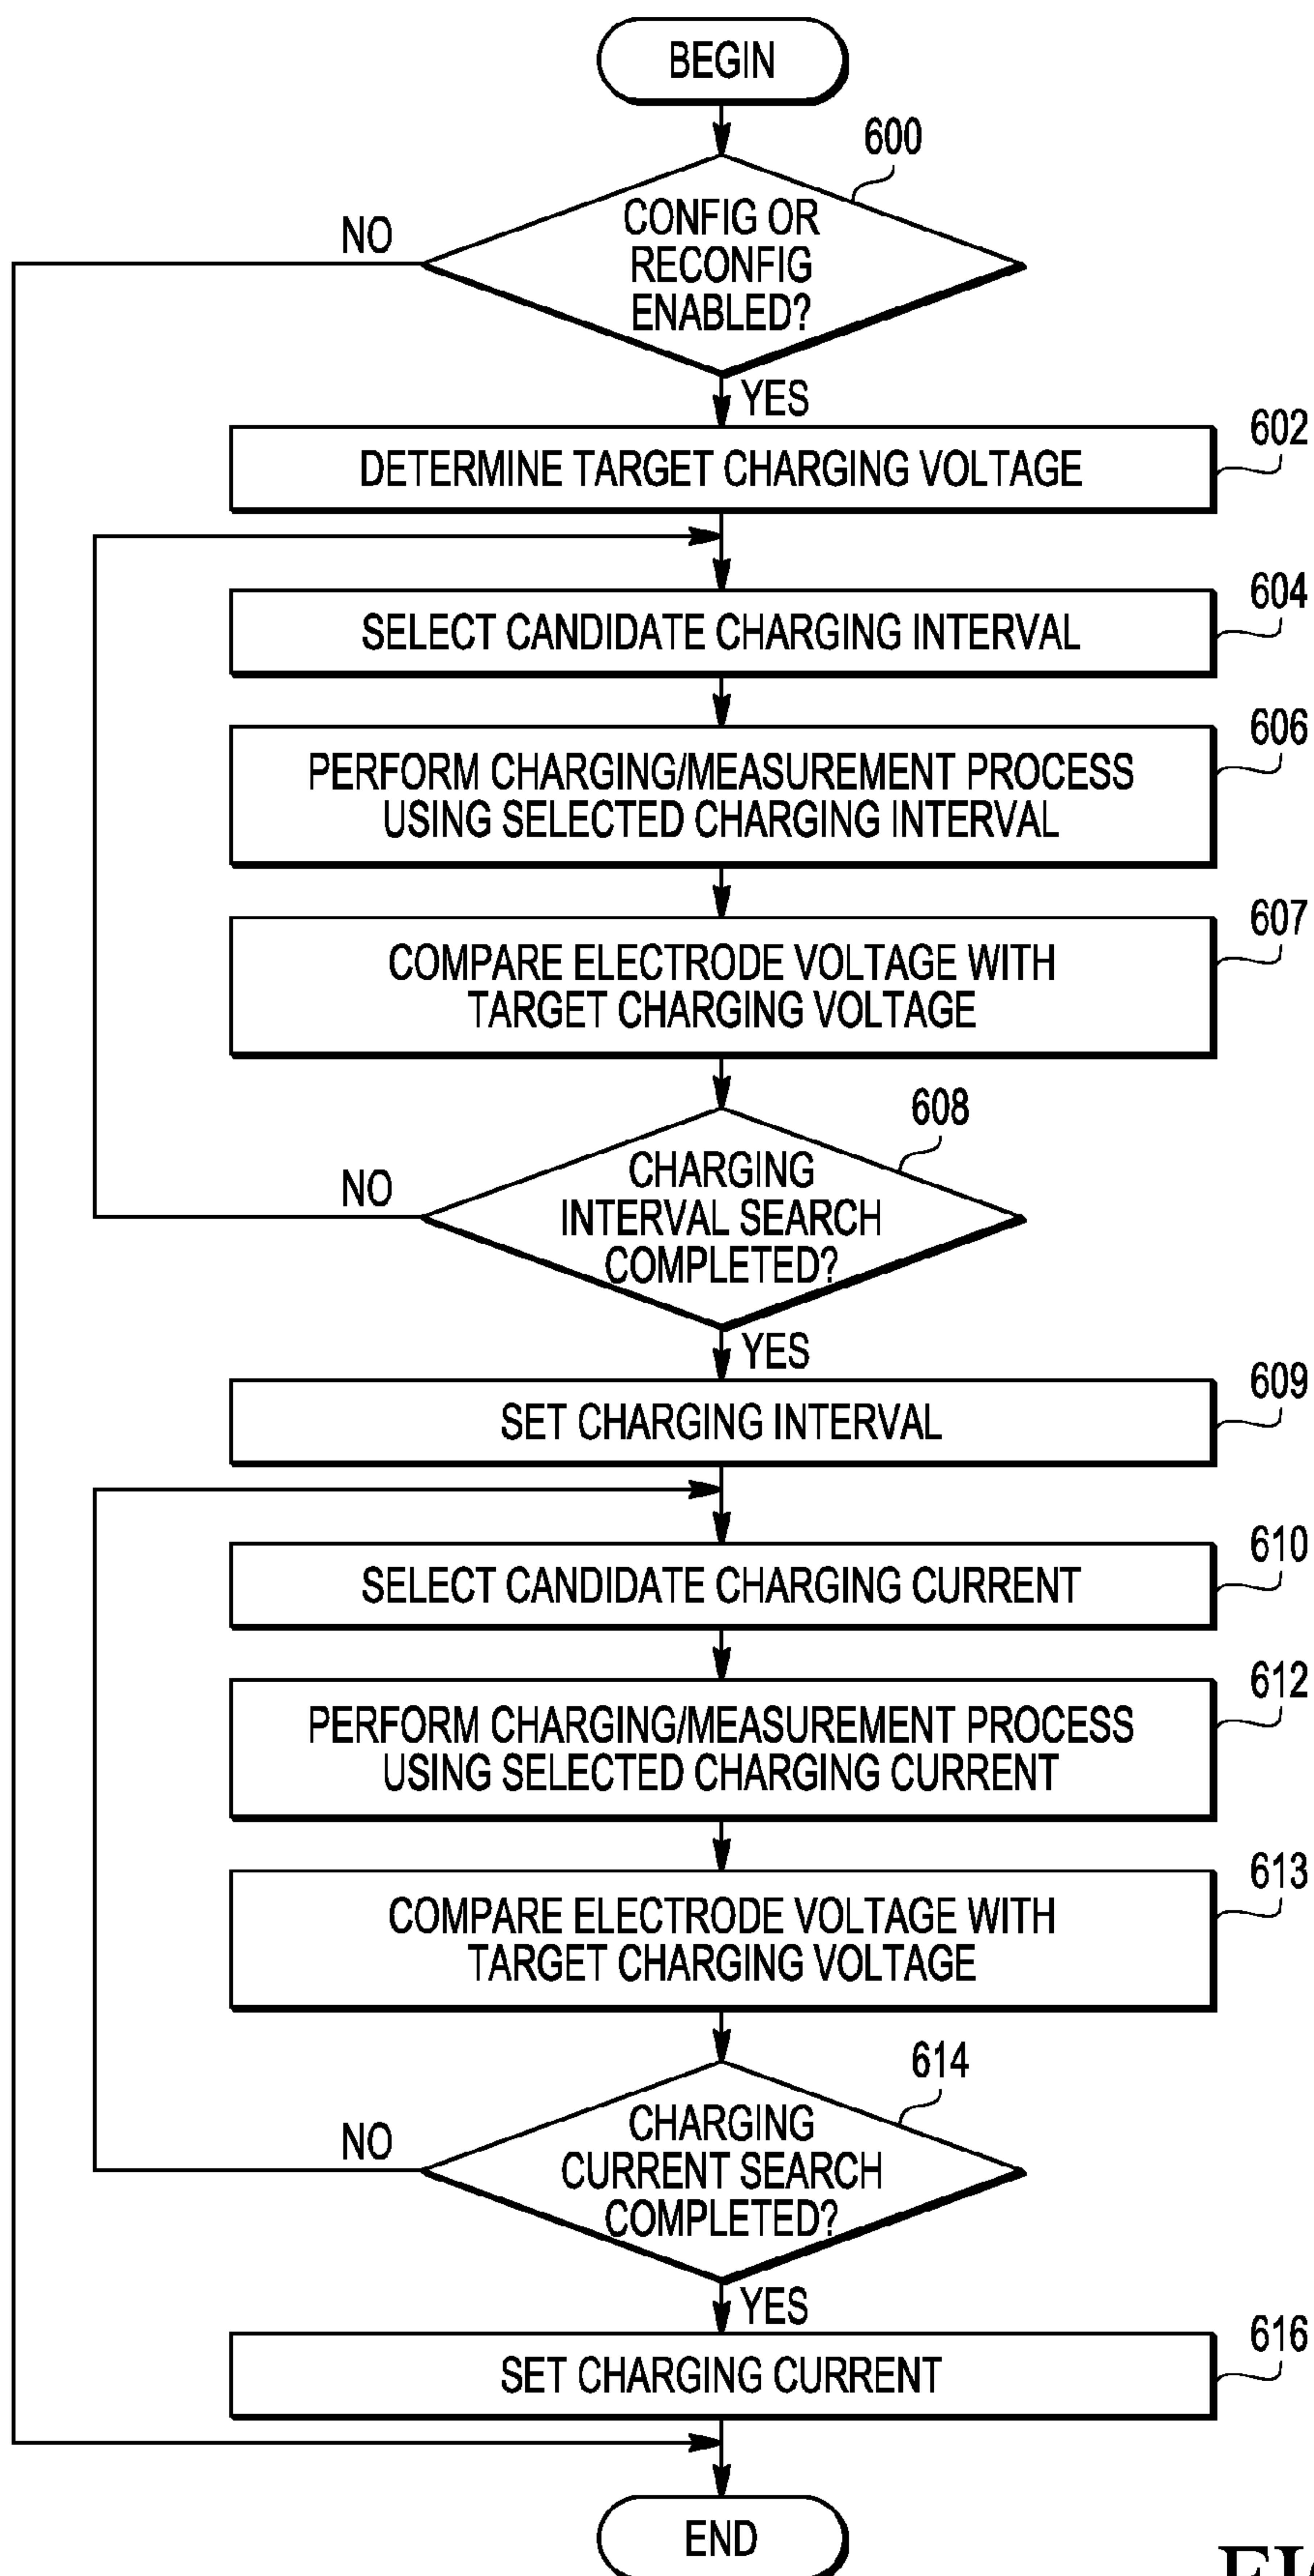 BEGIN
600
CONFIG OR
RECONFIG
ENABLED?
NO
YES
602
DETERMINE TARGET CHARGING VOLTAGE
604
SELECT CANDIDATE CHARGING INTERVAL
606
PERFORM CHARGING/MEASUREMENT PROCESS
USING SELECTED CHARGING INTERVAL
607
COMPARE ELECTRODE VOLTAGE WITH
TARGET CHARGING VOLTAGE
608
CHARGING
INTERVAL SEARCH
COMPLETED?
NO
YES
609
SET CHARGING INTERVAL
610
SELECT CANDIDATE CHARGING CURRENT
612
PERFORM CHARGING/MEASUREMENT PROCESS
USING SELECTED CHARGING CURRENT
613
COMPARE ELECTRODE VOLTAGE WITH
TARGET CHARGING VOLTAGE
614
CHARGING
CURRENT SEARCH
COMPLETED?
NO
YES
616
SET CHARGING CURRENT
END